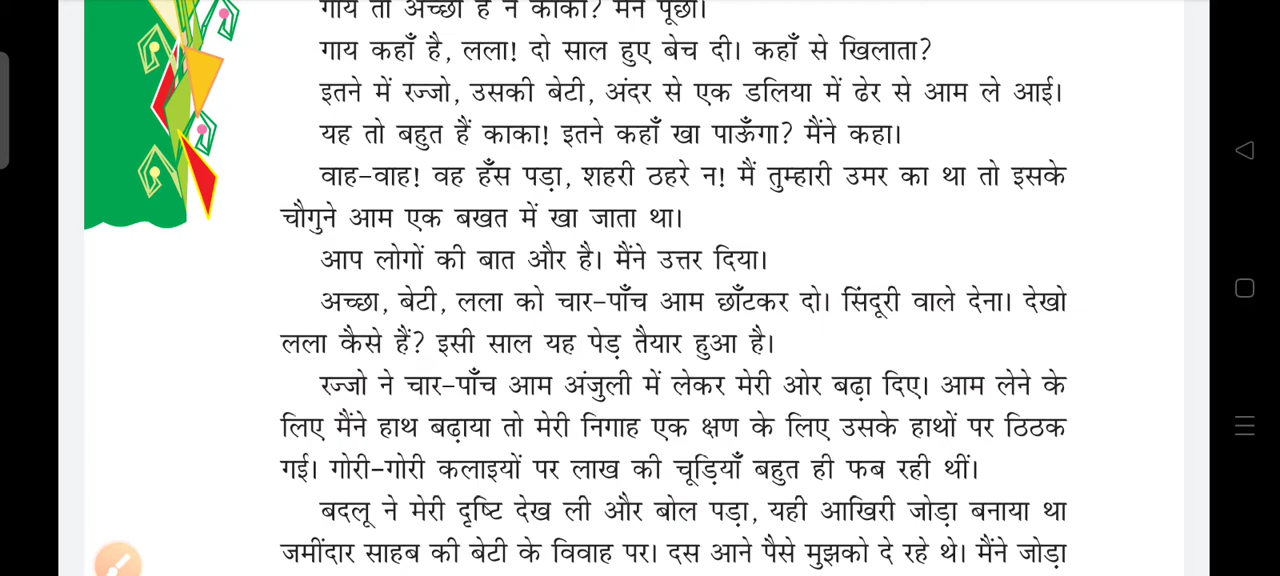 गाय तो अच्छी है न काका? मैंने पूछा।
गाय कहाँ है, लला! दो साल हुए बेच दी। कहाँ से खिलाता?
इतने में रज्जो, उसकी बेटी, अंदर से एक डलिया में ढेर से आम ले आई।
यह तो बहुत हैं काका! इतने कहाँ खा पाऊँगा? मैंने कहा।
वाह-वाह! वह हँस पड़ा, शहरी ठहरे न! मैं तुम्हारी उमर का था तो इसके
चौगुने आम एक बखत में खा जाता था।
आप लोगों की बात और है। मैंने उत्तर दिया।
अच्छा, बेटी, लला को चार-पाँच आम छाँटकर दो। सिंदूरी वाले देना। देखो
लला कैसे हैं? इसी साल यह पेड़ तैयार हुआ है।
रज्जो ने चार-पाँच आम अंजुली में लेकर मेरी ओर बढ़ा दिए। आम लेने के
लिए मैंने हाथ बढ़ाया तो मेरी निगाह एक क्षण के लिए उसके हाथों पर ठिठक
गई। गोरी-गोरी कलाइयों पर लाख की चूड़ियाँ बहुत ही फब रही थीं।
बदलू ने मेरी दृष्टि देख ली और बोल पड़ा, यही आखिरी जोड़ा बनाया था
जमींदार साहब की बेटी के विवाह पर। दस आने पैसे मुझको दे रहे थे। मैंने जोड़ा